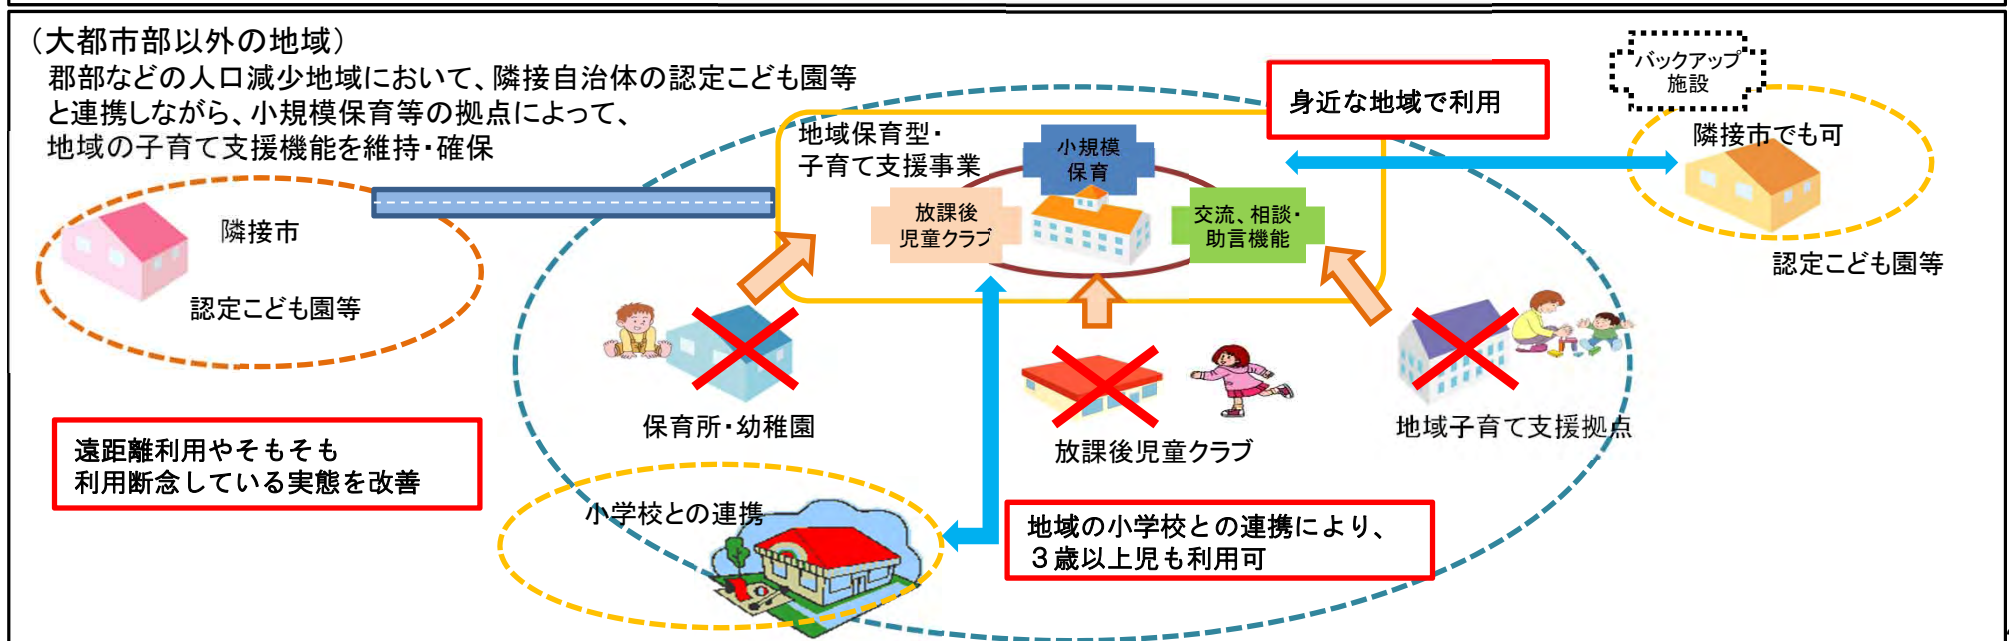 （大都市部以外の地域）
郡部などの人口減少地域において、隣接自治体の認定こども園等
と連携しながら、小規模保育等の拠点によって、
地域の子育て支援機能を維持・確保
バックアップ
施設
身近な地域で利用
隣接市でも可
認定こども園等
地域保育型・
子育て支援事業
小規模
保育
放課後
児童クラブ
交流、相談・
助言機能
隣接市
認定こども園等
保育所・幼稚園
放課後児童クラブ
地域子育て支援拠点
遠距離利用やそもそも
利用断念している実態を改善
小学校との連携
地域の小学校との連携により、
３歳以上児も利用可